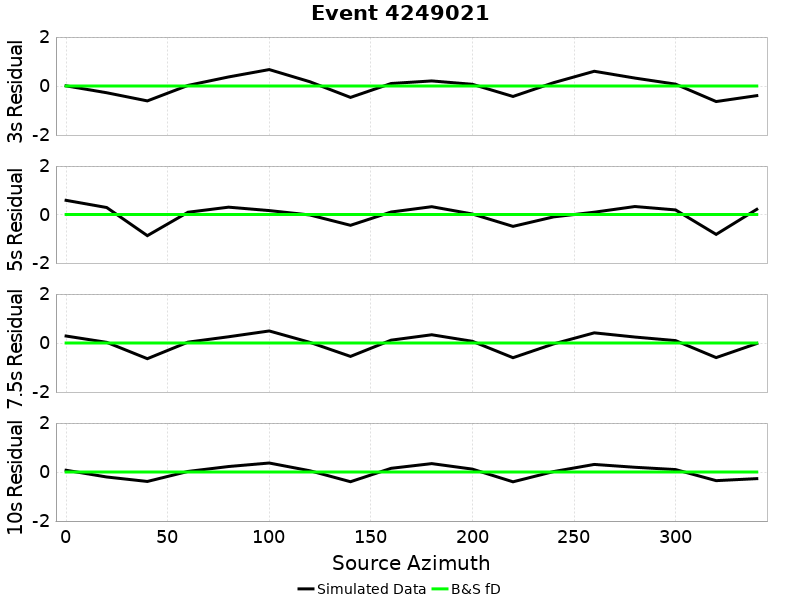 Event 4249021
3s Residual
2
0
-2
5s Residual
2
0
-2
7.5s Residual
2
0
-2
10s Residual
2
0
-2
0 50 100 150 200 250 300
Source Azimuth
Simulated Data B&S fD